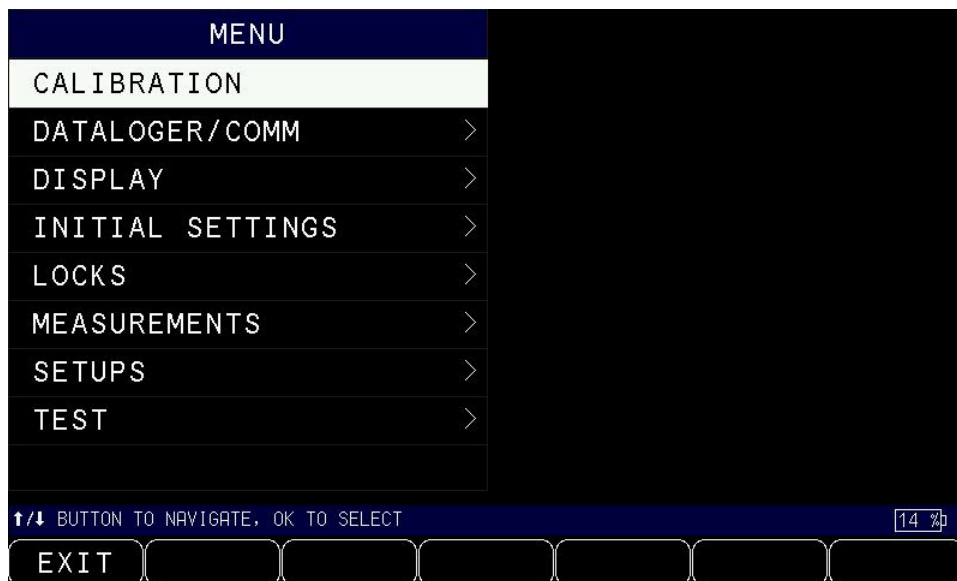 MENU
CALIBRATION
DATALOGER/COMM >
DISPLAY >
INITIAL SETTINGS >
LOCKS >
MEASUREMENTS >
SETUPS >
TEST >
↑/↓ BUTTON TO NAVIGATE, OK TO SELECT 14 %
EXIT